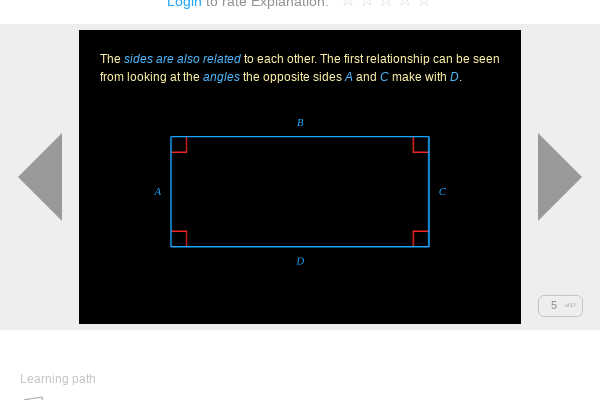 Login to rate Explanation:
The sides are also related to each other. The first relationship can be seen
from looking at the angles the opposite sides A and C make with D.
B
A
C
D
5 of 27
Learning path